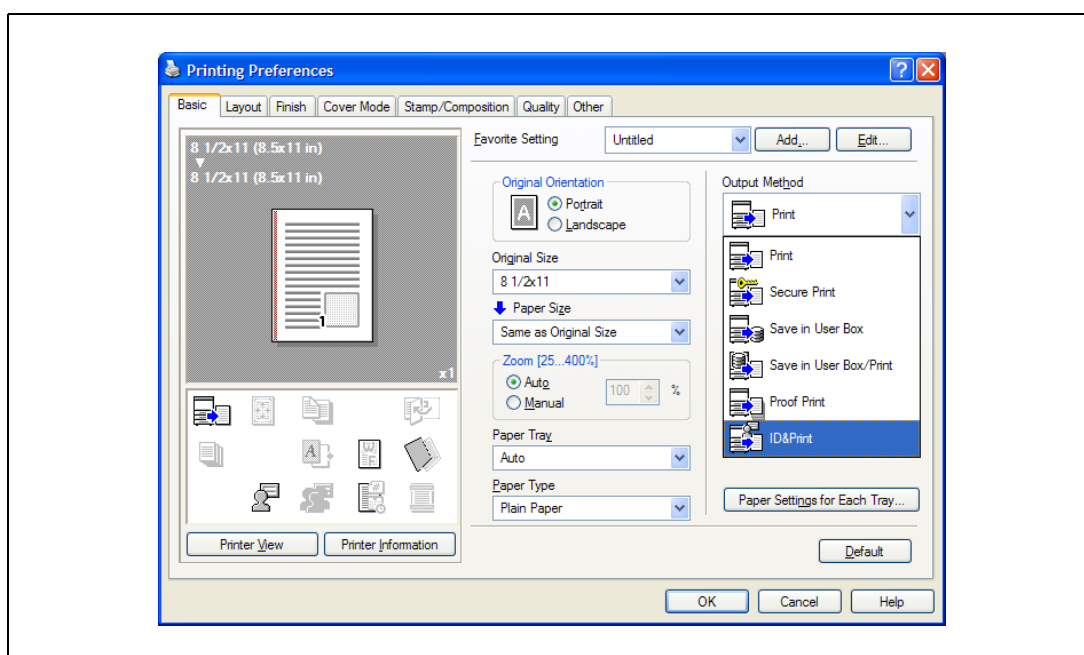 Printing Preferences
Basic Layout Finish Cover Mode Stamp/Composition Quality Other
8 1/2x11 (8.5x11 in)
8 1/2x11 (8.5x11 in)
1
x1
Printer View Printer Information
Favorite Setting Untitled Add... Edit...
Original Orientation
A
Portrait
Landscape
Original Size
8 1/2x11
Paper Size
Same as Original Size
Zoom [25...400%]
Auto
Manual
100 %
Paper Tray
Auto
Paper Type
Plain Paper
Output Method
Print
Print
Secure Print
Save in User Box
Save in User Box/Print
Proof Print
ID&Print
Paper Settings for Each Tray...
Default
OK Cancel Help